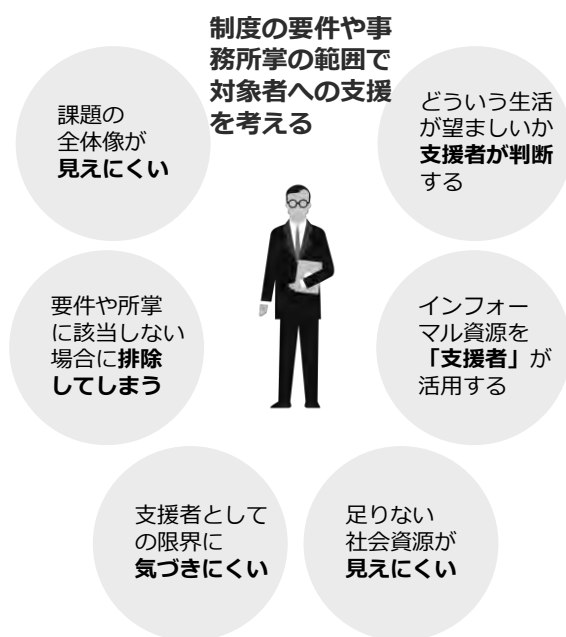 制度の要件や事
務所掌の範囲で
対象者への支援
を考える
課題の
全体像が
見えにくい
どういう生活
が望ましいか
支援者が判断
する
要件や所掌
に該当しない
場合に排除
してしまう
インフォー
マル資源を
「支援者」が
活用する
支援者として
の限界に
気づきにくい
足りない
社会資源が
見えにくい